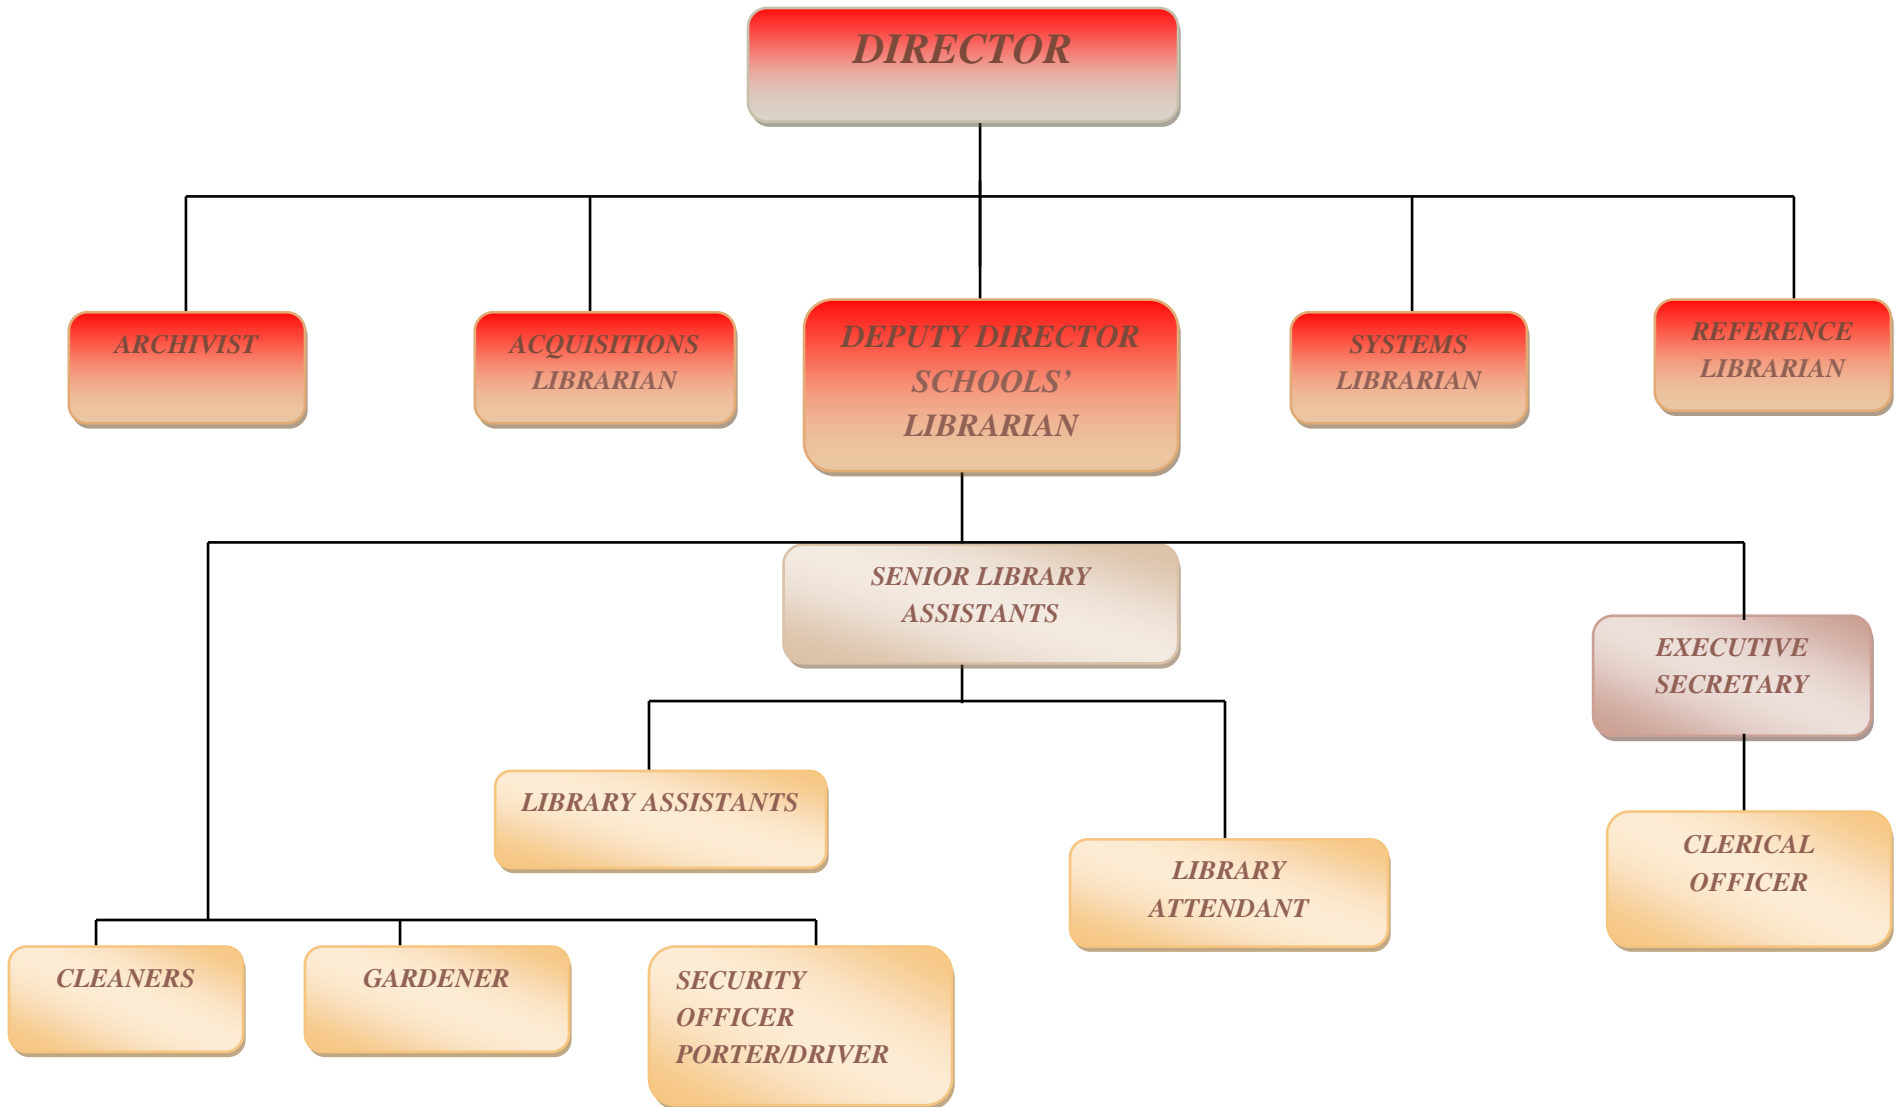 DIRECTOR
ARCHIVIST
ACQUISITIONS
LIBRARIAN
DEPUTY DIRECTOR
SCHOOLS’
LIBRARIAN
SYSTEMS
LIBRARIAN
REFERENCE
LIBRARIAN
SENIOR LIBRARY
ASSISTANTS
EXECUTIVE
SECRETARY
LIBRARY ASSISTANTS
LIBRARY
ATTENDANT
CLERICAL
OFFICER
CLEANERS
GARDENER
SECURITY
OFFICER
PORTER/DRIVER